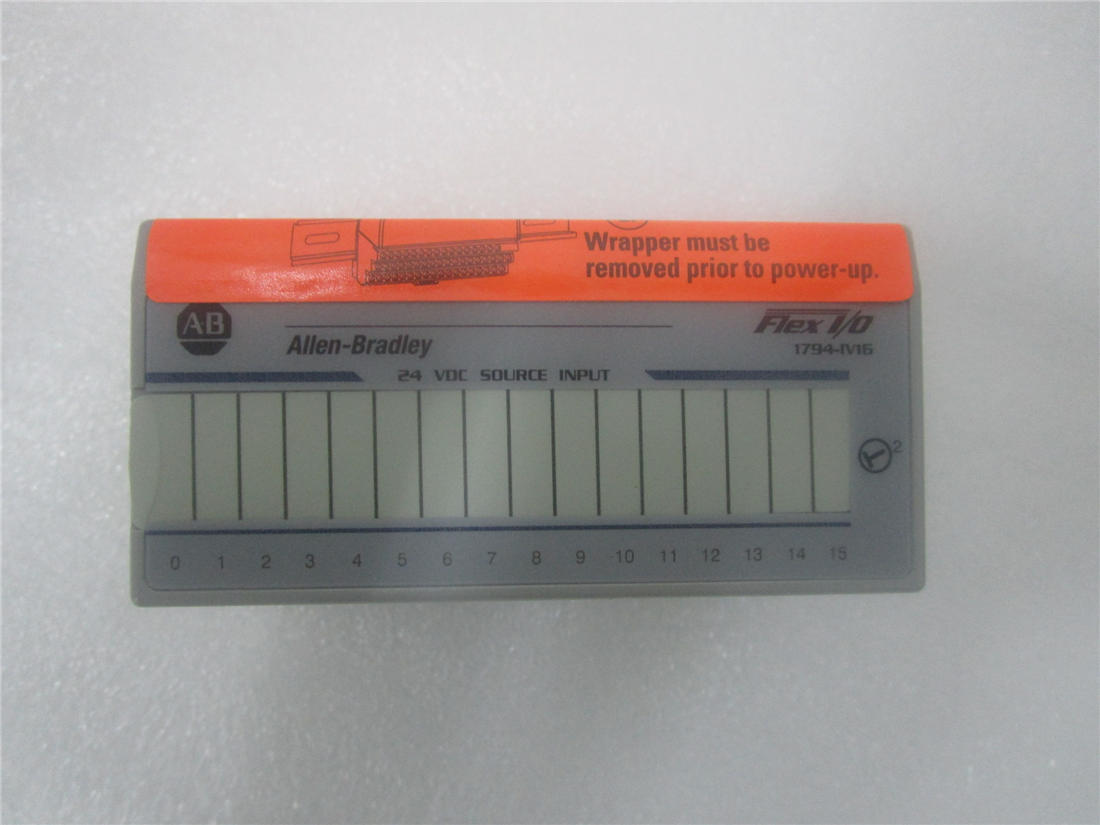 Wrapper must be
removed prior to power-up.
A-B
Flex I/O
Allen-Bradley
1794-IV16
24 VDC SOURCE INPUT
2
0 1 2 3 4 5 6 7 8 9 10 11 12 13 14 15